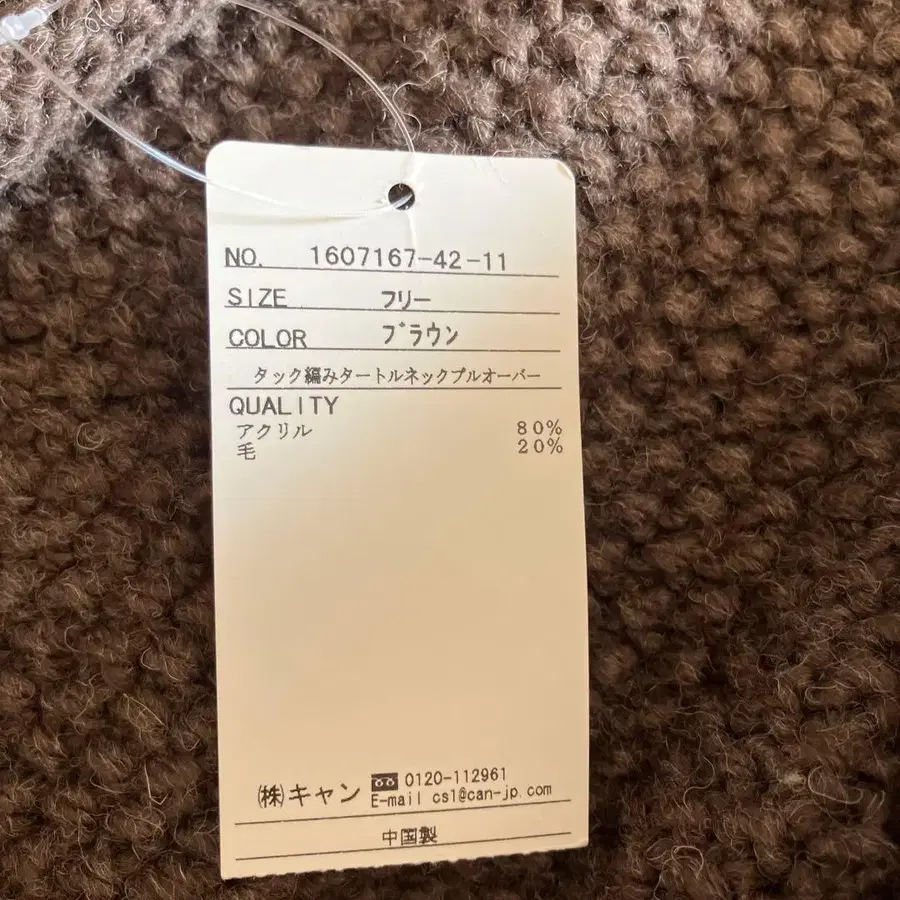 NO. 1607167-42-11
SIZE フリー
COLOR ブラウン
タック編みタートルネックプルオーバー
QUALITY
アクリル 80%
毛 20%
㈱キャン 0120-112961
E-mail cs1@can-jp.com
中国製